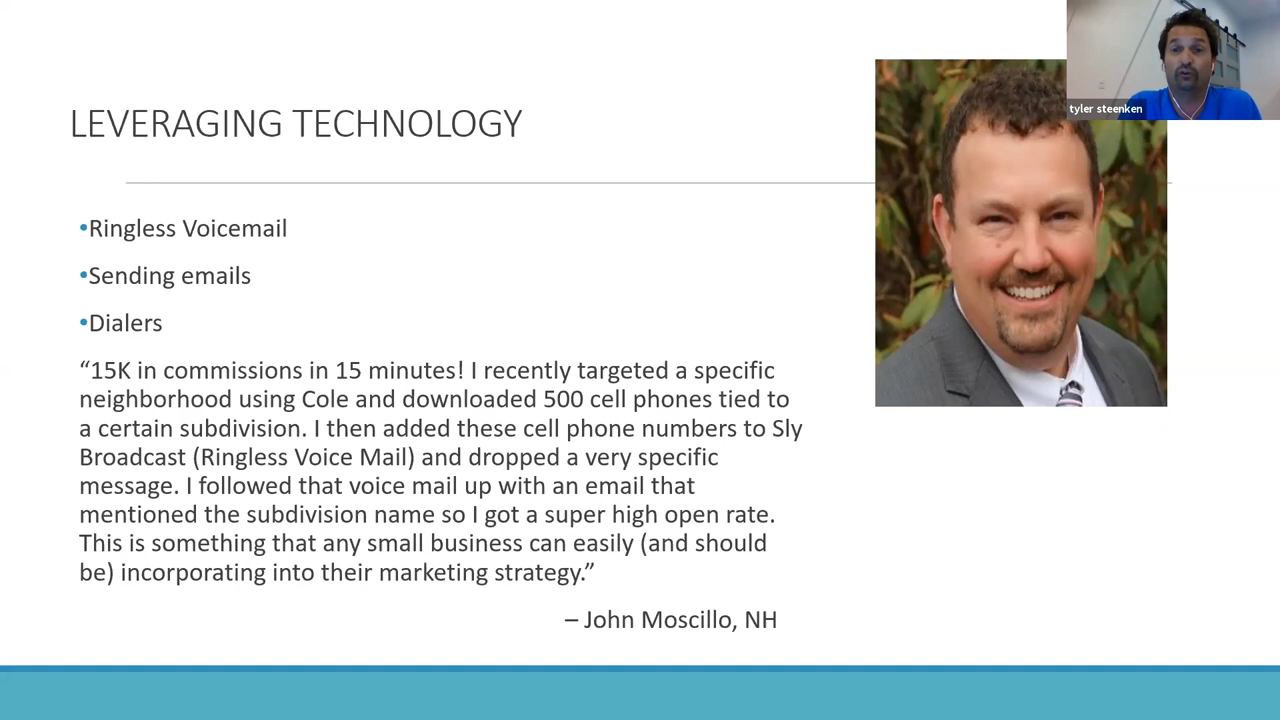 tyler steenken
LEVERAGING TECHNOLOGY
•Ringless Voicemail
•Sending emails
•Dialers
“15K in commissions in 15 minutes! I recently targeted a specific
neighborhood using Cole and downloaded 500 cell phones tied to
a certain subdivision. I then added these cell phone numbers to Sly
Broadcast (Ringless Voice Mail) and dropped a very specific
message. I followed that voice mail up with an email that
mentioned the subdivision name so I got a super high open rate.
This is something that any small business can easily (and should
be) incorporating into their marketing strategy.”
– John Moscillo, NH